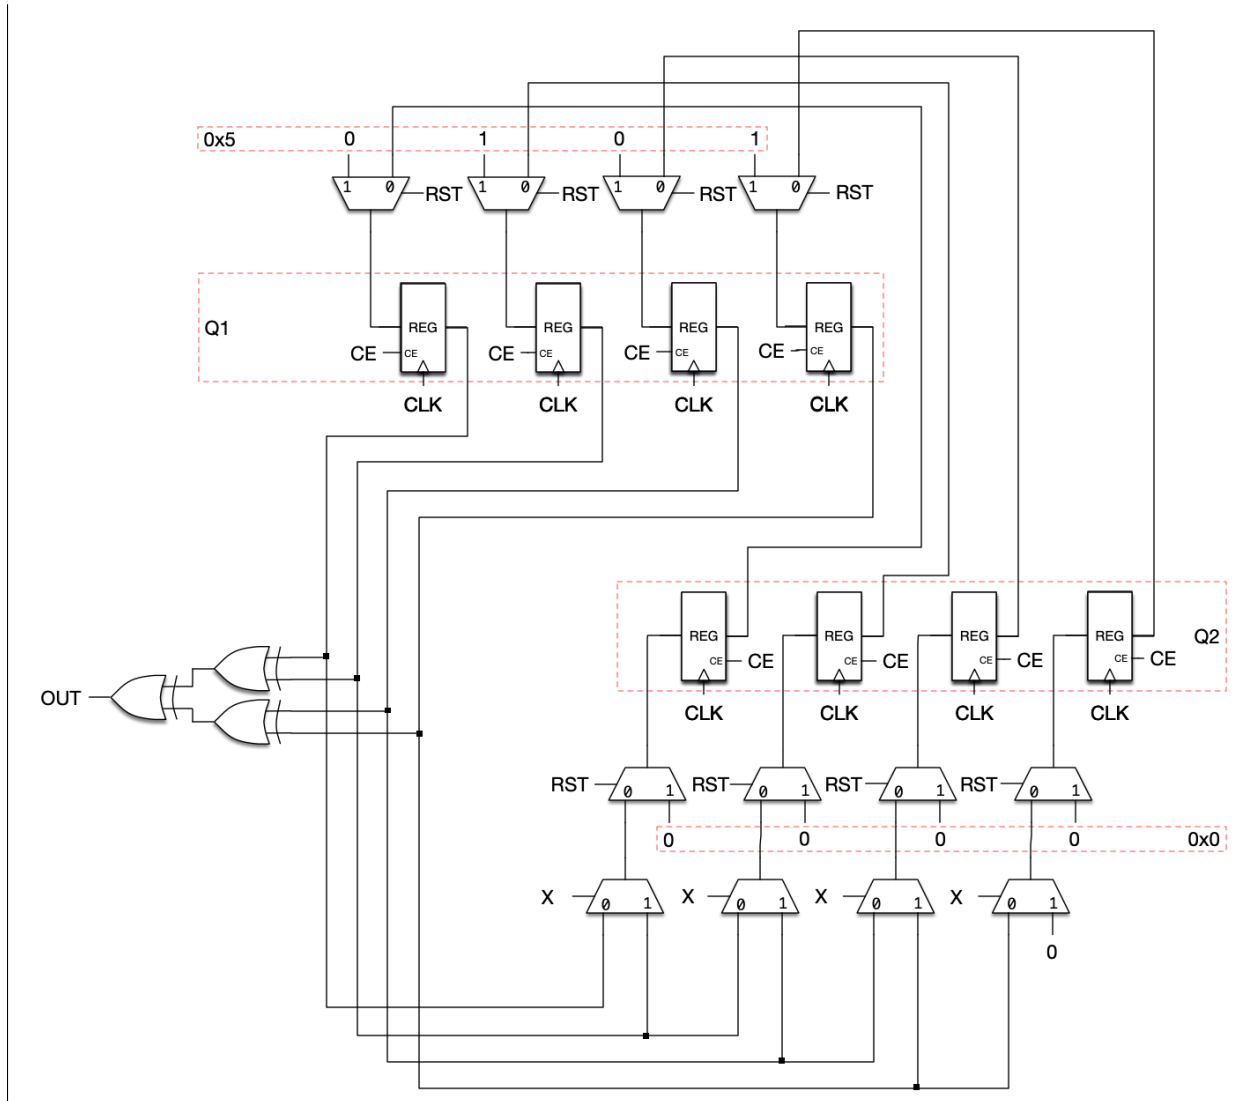 0x5 0 1 0 1
1 0 RST 1 0 RST 1 0 RST 1 0 RST
Q1 REG REG REG REG
CE CE CE CE CE CE CE CE
CLK CLK CLK CLK
REG REG REG REG Q2
CE CE CE CE CE CE CE CE
OUT
CLK CLK CLK CLK
RST 0 1 RST 0 1 RST 0 1 RST 0 1
0 0 0 0 0x0
X 0 1 X 0 1 X 0 1 X 0 1
0